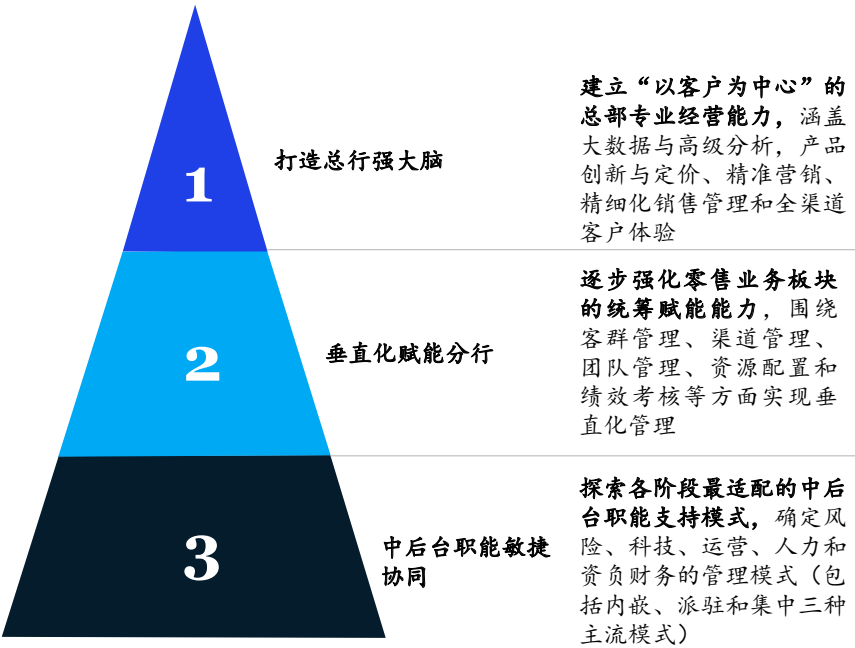 1
打造总行强大脑
建立“以客户为中心”的
总部专业经营能力，涵盖
大数据与高级分析，产品
创新与定价、精准营销、
精细化销售管理和全渠道
客户体验
2
垂直化赋能分行
逐步强化零售业务板块
的统筹赋能能力，围绕
客群管理、渠道管理、
团队管理、资源配置和
绩效考核等方面实现垂
直化管理
3
中后台职能敏捷
协同
探索各阶段最适配的中后
台职能支持模式，确定风
险、科技、运营、人力和
资负财务的管理模式（包
括内嵌、派驻和集中三种
主流模式）